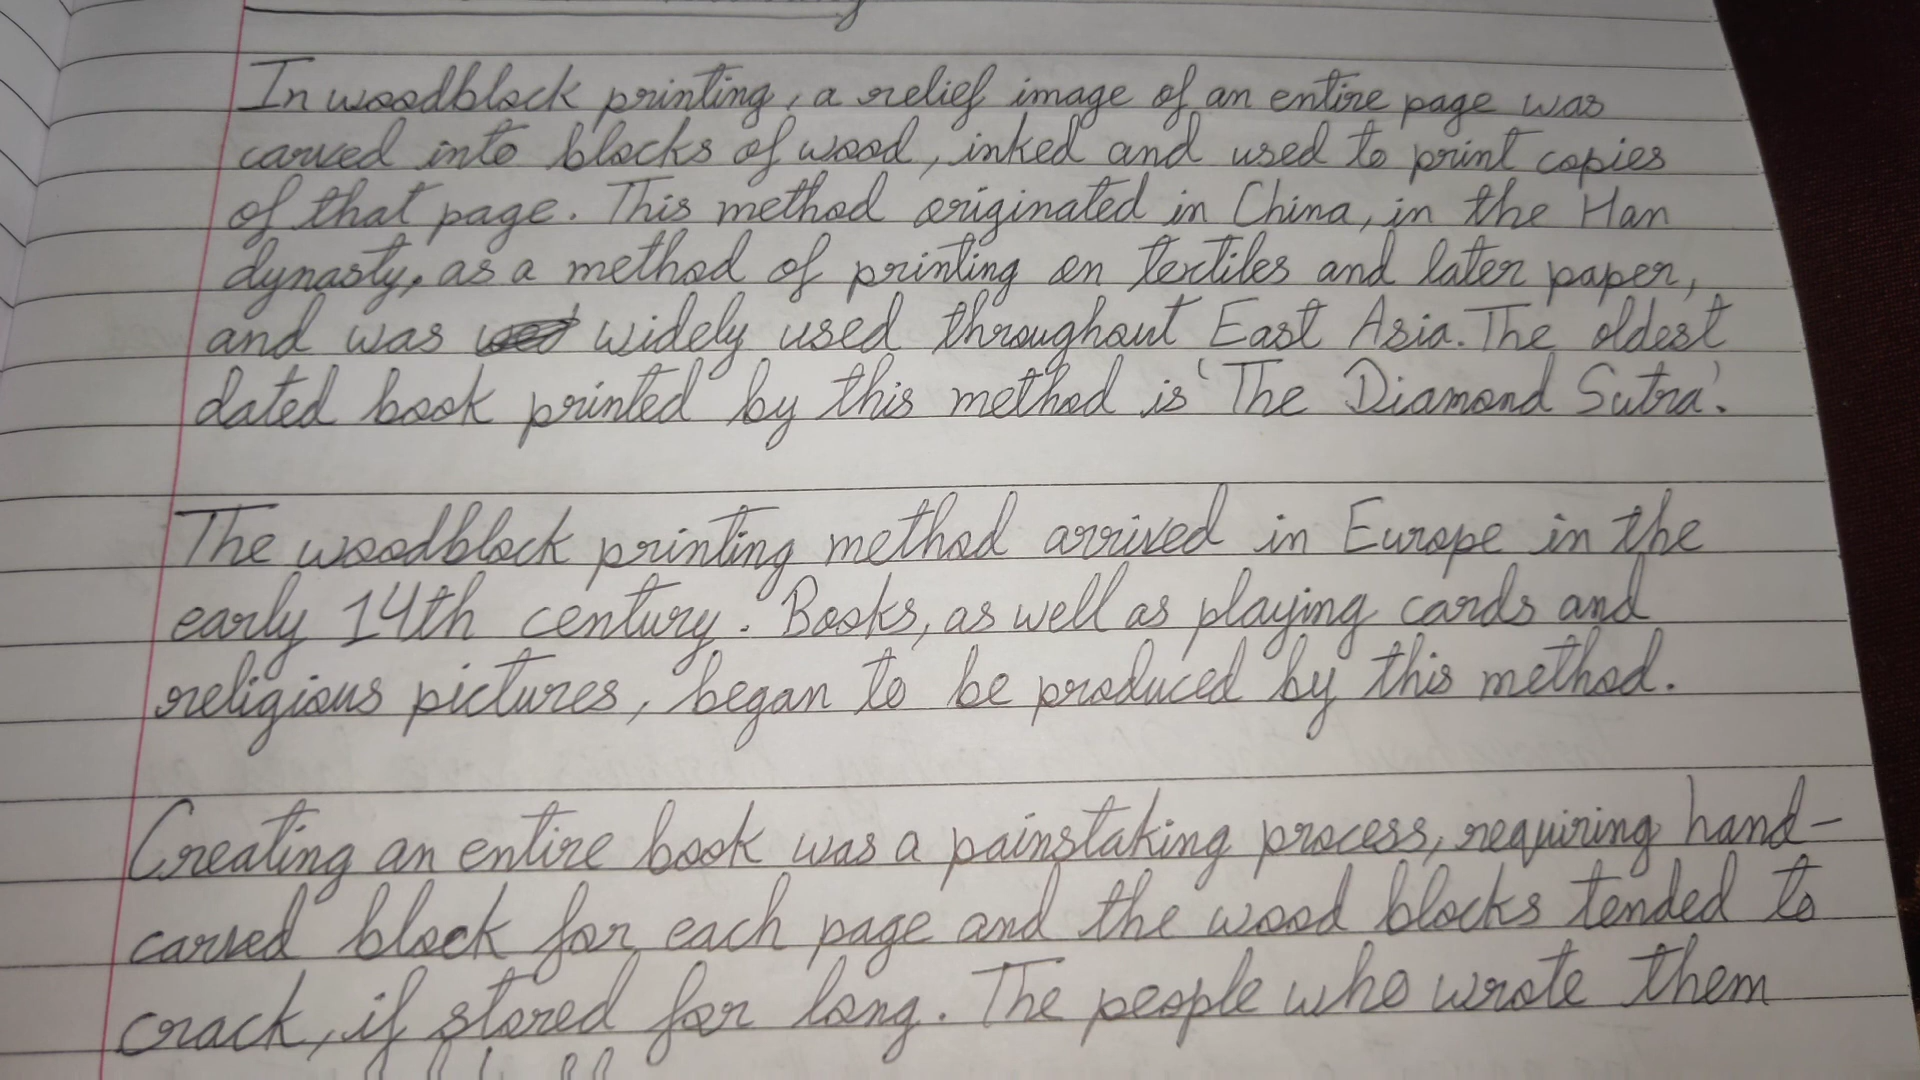 In woodblock printing, a relief image of an entire page was
carved into blocks of wood, inked and used to print copies
of that page. This method originated in China, in the Han
dynasty, as a method of printing on textiles and later paper,
and was widely used throughout East Asia. The oldest
dated book printed by this method is 'The Diamond Sutra'.
The woodblock printing method arrived in Europe in the
early 14th century. Books, as well as playing cards and
religious pictures, began to be produced by this method.
Creating an entire book was a painstaking process, requiring hand-
carved block for each page and the wood blocks tended to
crack, if stored for long. The people who wrote them